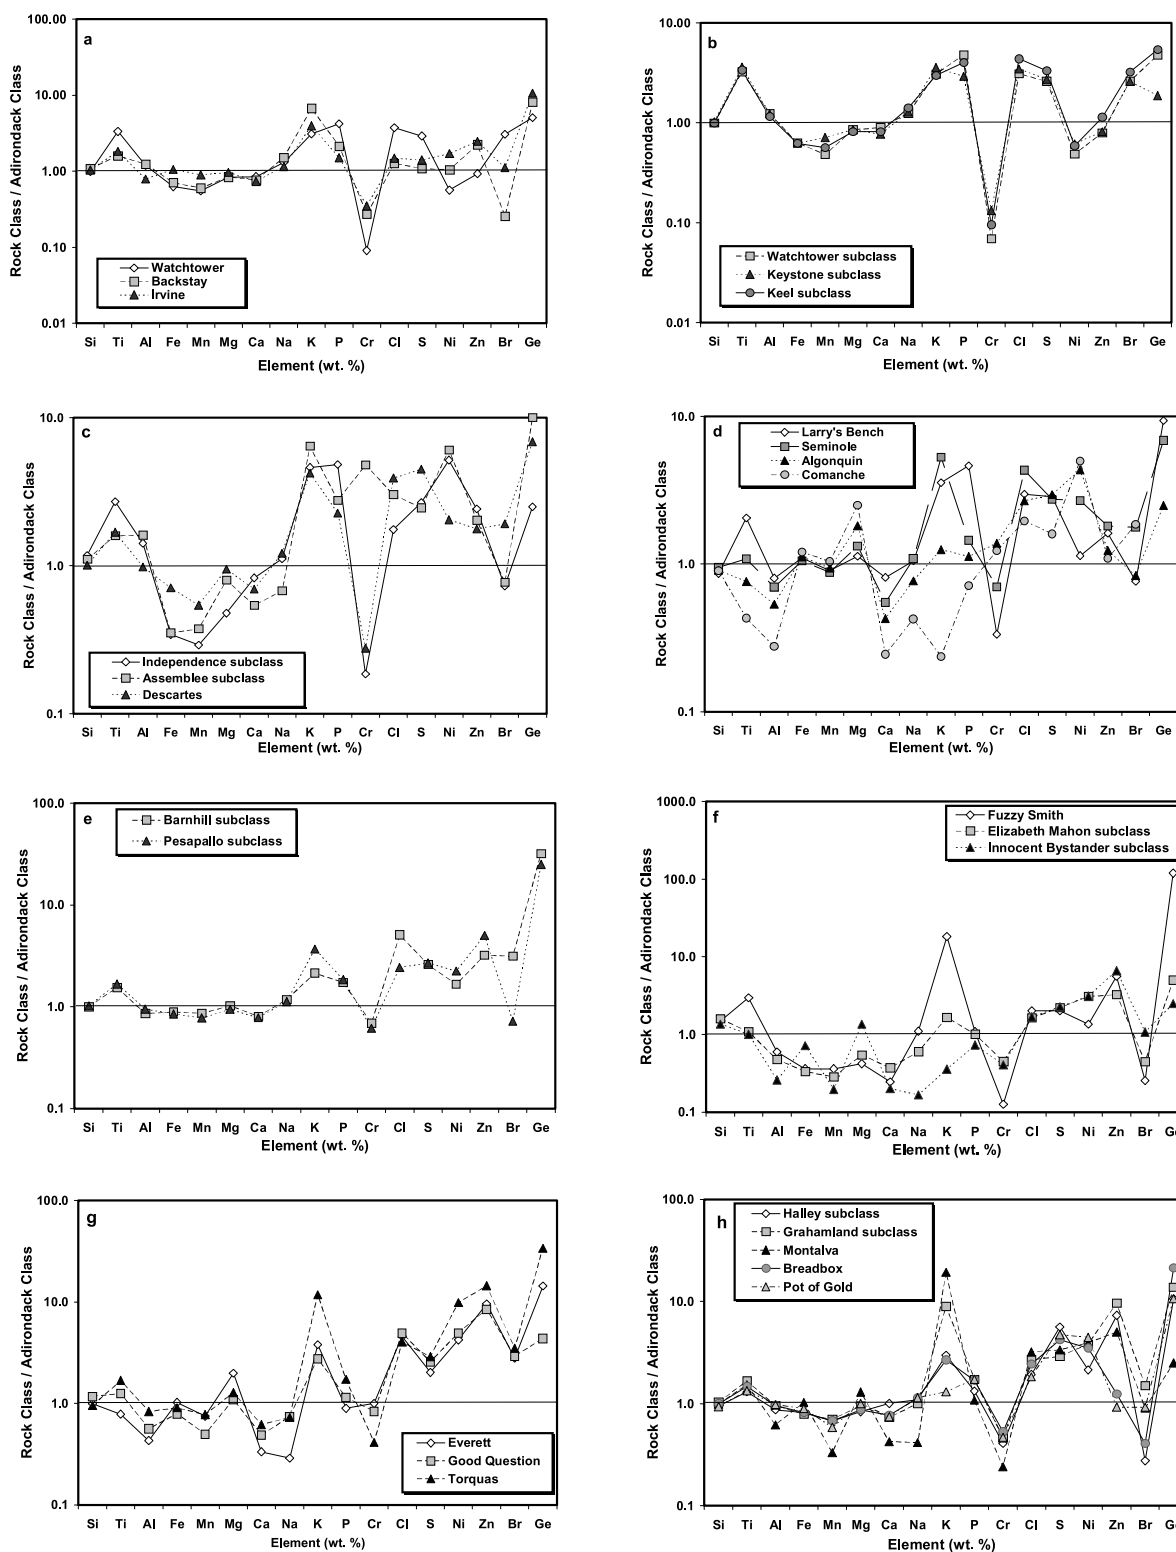 a
100.00
10.00
1.00
0.10
0.01
Rock Class / Adirondack Class
Watchtower
Backstay
Irvine
Si Ti Al Fe Mn Mg Ca Na K P Cr Cl S Ni Zn Br Ge
Element (wt. %)
b
10.00
1.00
0.10
0.01
Rock Class / Adirondack Class
Watchtower subclass
Keystone subclass
Keel subclass
Si Ti Al Fe Mn Mg Ca Na K P Cr Cl S Ni Zn Br Ge
Element (wt. %)
c
10.0
1.0
0.1
Rock Class / Adirondack Class
Independence subclass
Assemblee subclass
Descartes
Si Ti Al Fe Mn Mg Ca Na K P Cr Cl S Ni Zn Br Ge
Element (wt. %)
d
10.0
1.0
0.1
Rock Class / Adirondack Class
Larry's Bench
Seminole
Algonquin
Comanche
Si Ti Al Fe Mn Mg Ca Na K P Cr Cl S Ni Zn Br Ge
Element (wt. %)
e
100.0
10.0
1.0
0.1
Rock Class / Adirondack Class
Barnhill subclass
Pesapallo subclass
Si Ti Al Fe Mn Mg Ca Na K P Cr Cl S Ni Zn Br Ge
Element (wt. %)
f
1000.0
100.0
10.0
1.0
0.1
Rock Class / Adirondack Class
Fuzzy Smith
Elizabeth Mahon subclass
Innocent Bystander subclass
Si Ti Al Fe Mn Mg Ca Na K P Cr Cl S Ni Zn Br Ge
Element (wt. %)
g
100.0
10.0
1.0
0.1
Rock Class / Adirondack Class
Everett
Good Question
Torquas
Si Ti Al Fe Mn Mg Ca Na K P Cr Cl S Ni Zn Br Ge
Element (wt. %)
h
100.0
10.0
1.0
0.1
Rock Class / Adirondack Class
Halley subclass
Grahamland subclass
Montalva
Breadbox
Pot of Gold
Si Ti Al Fe Mn Mg Ca Na K P Cr Cl S Ni Zn Br Ge
Element (wt. %)